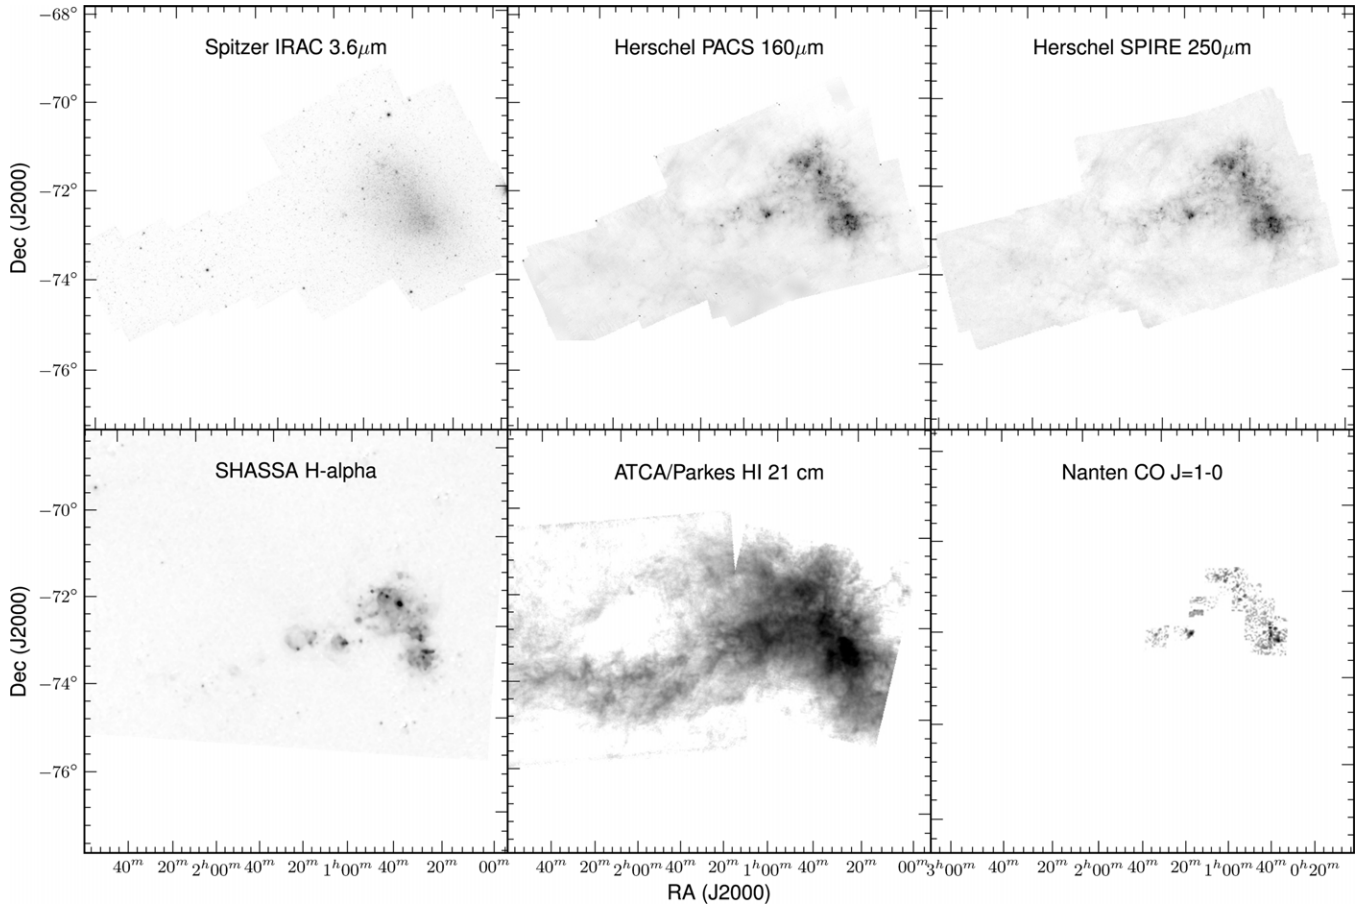 Spitzer IRAC 3.6μm
Herschel PACS 160μm
Herschel SPIRE 250μm
−68°
−70°
−72°
−74°
−76°
Dec (J2000)
SHASSA H-alpha
ATCA/Parkes HI 21 cm
Nanten CO J=1-0
−70°
−72°
−74°
−76°
Dec (J2000)
40ᵐ 20ᵐ 2ʰ00ᵐ 40ᵐ 20ᵐ 1ʰ00ᵐ 40ᵐ 20ᵐ 00ᵐ
40ᵐ 20ᵐ 2ʰ00ᵐ 40ᵐ 20ᵐ 1ʰ00ᵐ 40ᵐ 00ᵐ
3ʰ00ᵐ 40ᵐ 20ᵐ 2ʰ00ᵐ 40ᵐ 20ᵐ 1ʰ00ᵐ 40ᵐ 0ʰ20ᵐ
RA (J2000)